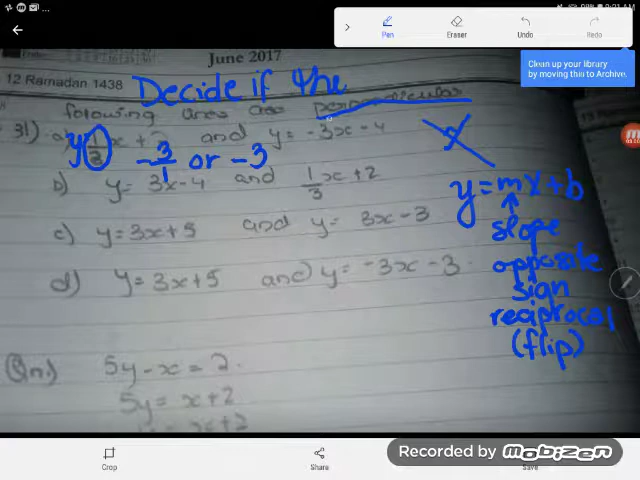 Pen
Eraser
Undo
Redo
Clean up your library
by moving this to Archive.
June 2017
12 Ramadan 1438
Decide if the
following lines are perpendicular
31) a) y 1/3 x + 2 and y = -3x - 4
-3/1 or -3
b) y = 3x - 4 and 1/3 x + 2
y = mx + b
c) y = 3x + 5 and y = 3x - 3
slope
d) y = 3x + 5 and y = -3x - 3
opposite
sign
reciprocal
(flip)
5y - x = 2.
5y = x + 2
Recorded by mobizen
Crop
Share
Save